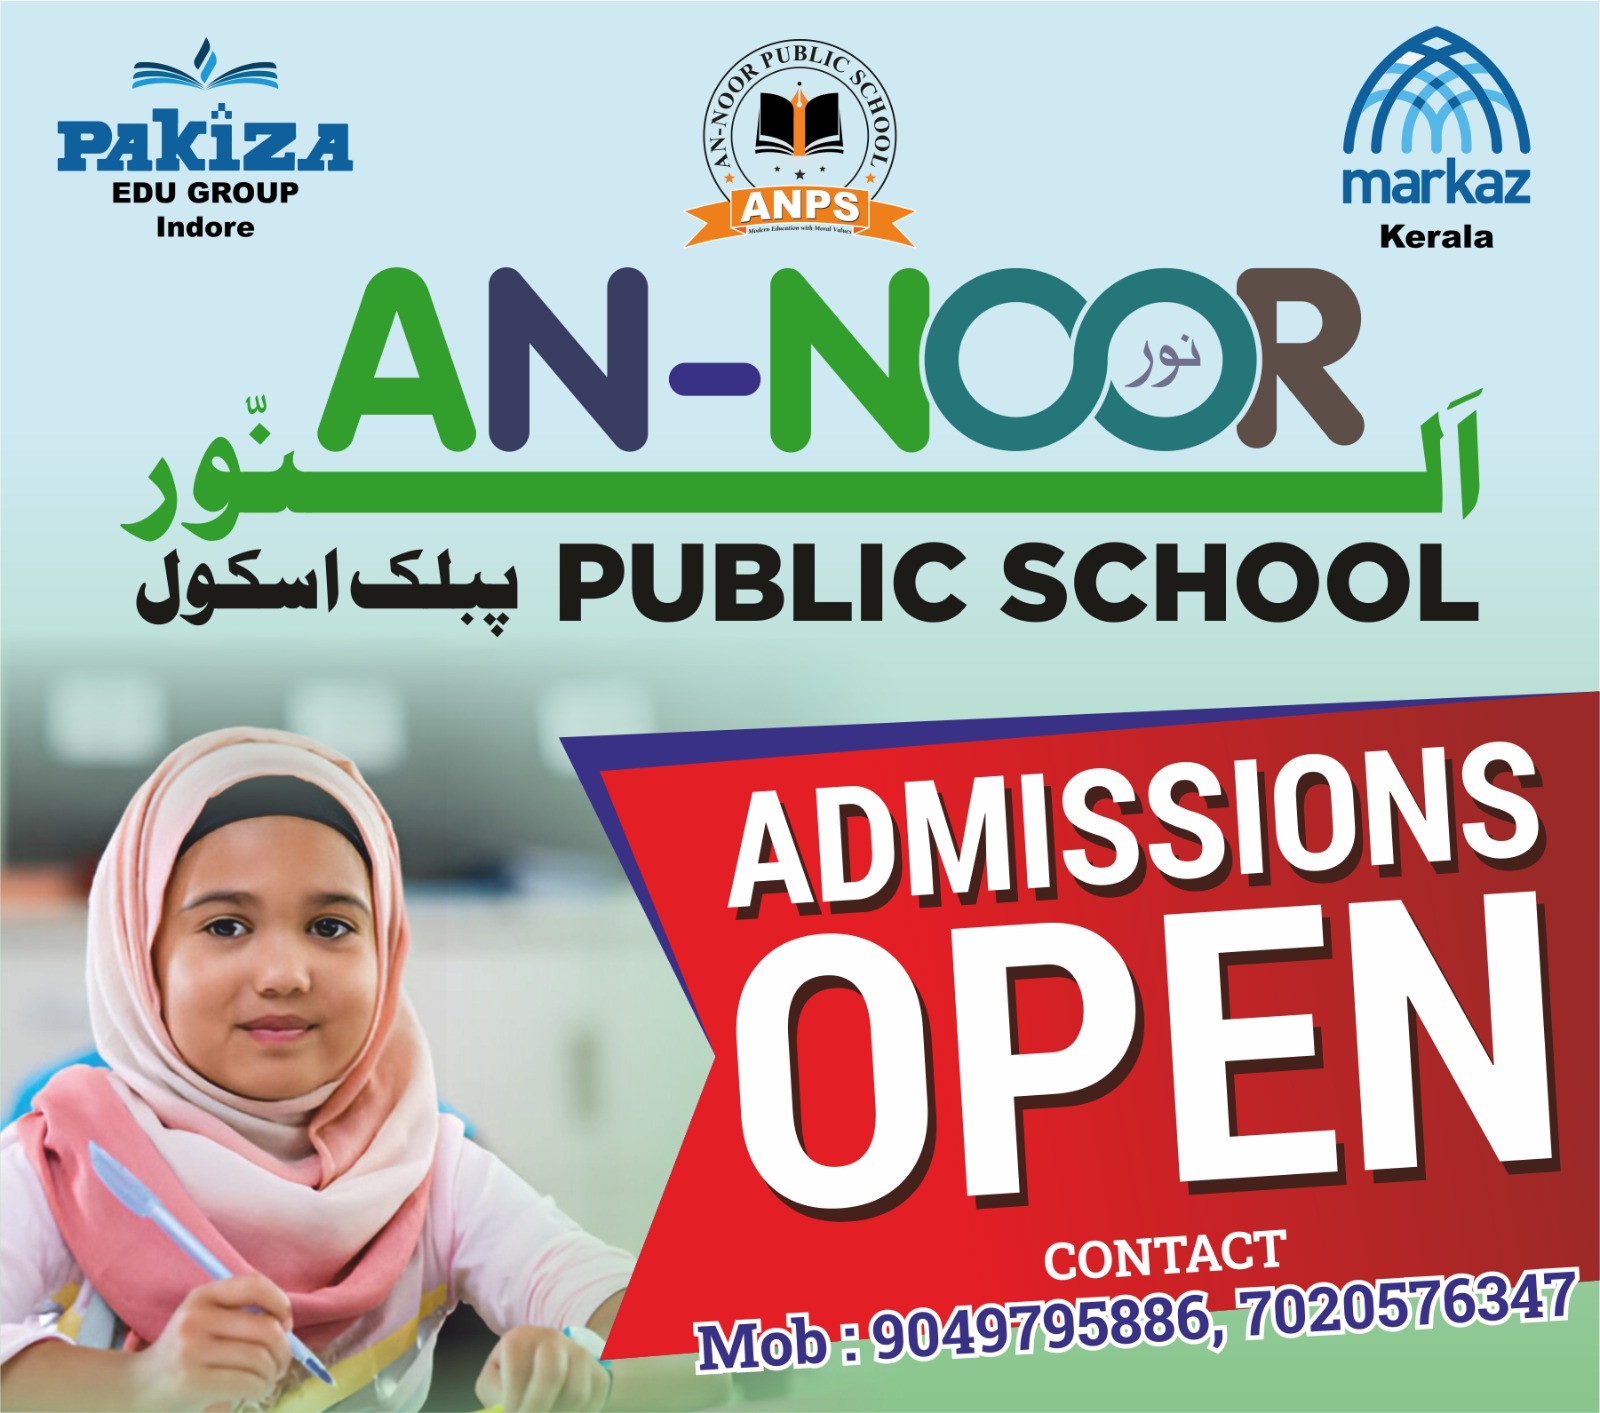 PAKIZA
EDU GROUP
Indore
AN-NOOR PUBLIC SCHOOL
ANPS
Modern Education with Moral Values
markaz
Kerala
AN-NOOR
نور
اَلــنّور
پبلک اسکول PUBLIC SCHOOL
ADMISSIONS
OPEN
CONTACT
Mob : 9049795886, 7020576347